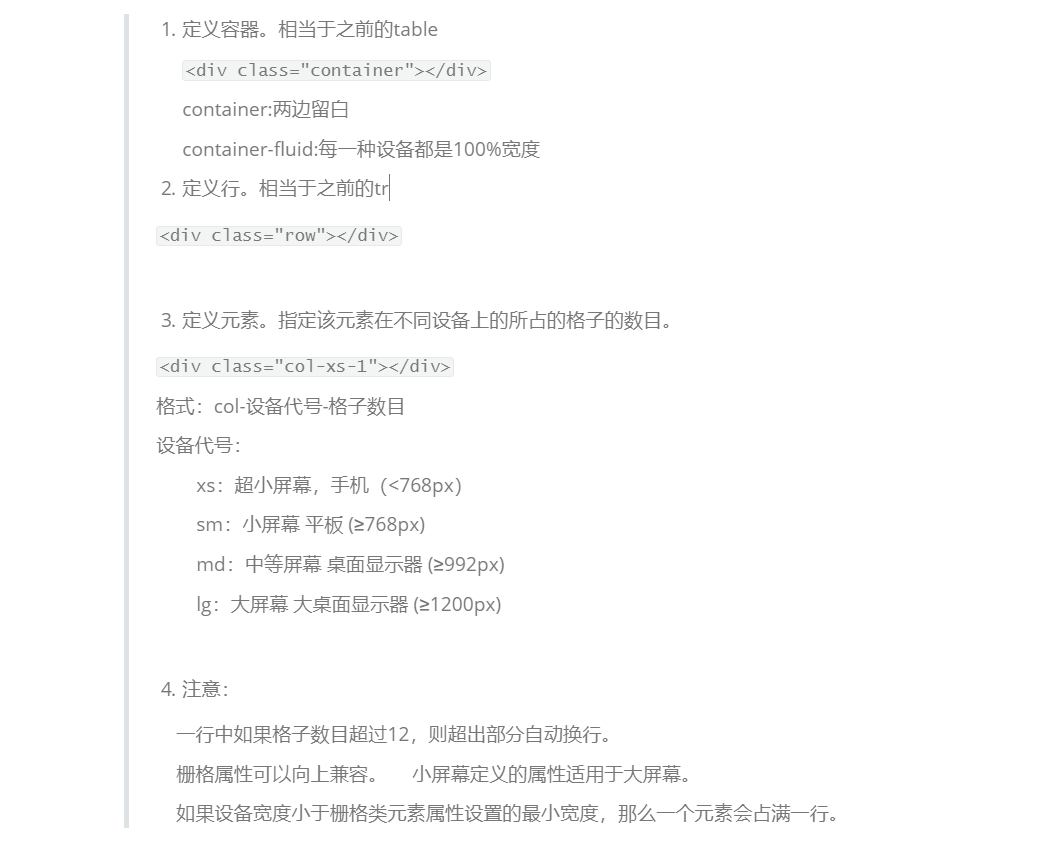 1. 定义容器。相当于之前的table
<div class="container"></div>
container:两边留白
container-fluid:每一种设备都是100%宽度
2. 定义行。相当于之前的tr
<div class="row"></div>
3. 定义元素。指定该元素在不同设备上的所占的格子的数目。
<div class="col-xs-1"></div>
格式：col-设备代号-格子数目
设备代号：
xs：超小屏幕，手机（<768px）
sm：小屏幕 平板 (≥768px)
md：中等屏幕 桌面显示器 (≥992px)
lg：大屏幕 大桌面显示器 (≥1200px)
4. 注意：
一行中如果格子数目超过12，则超出部分自动换行。
栅格属性可以向上兼容。 小屏幕定义的属性适用于大屏幕。
如果设备宽度小于栅格类元素属性设置的最小宽度，那么一个元素会占满一行。